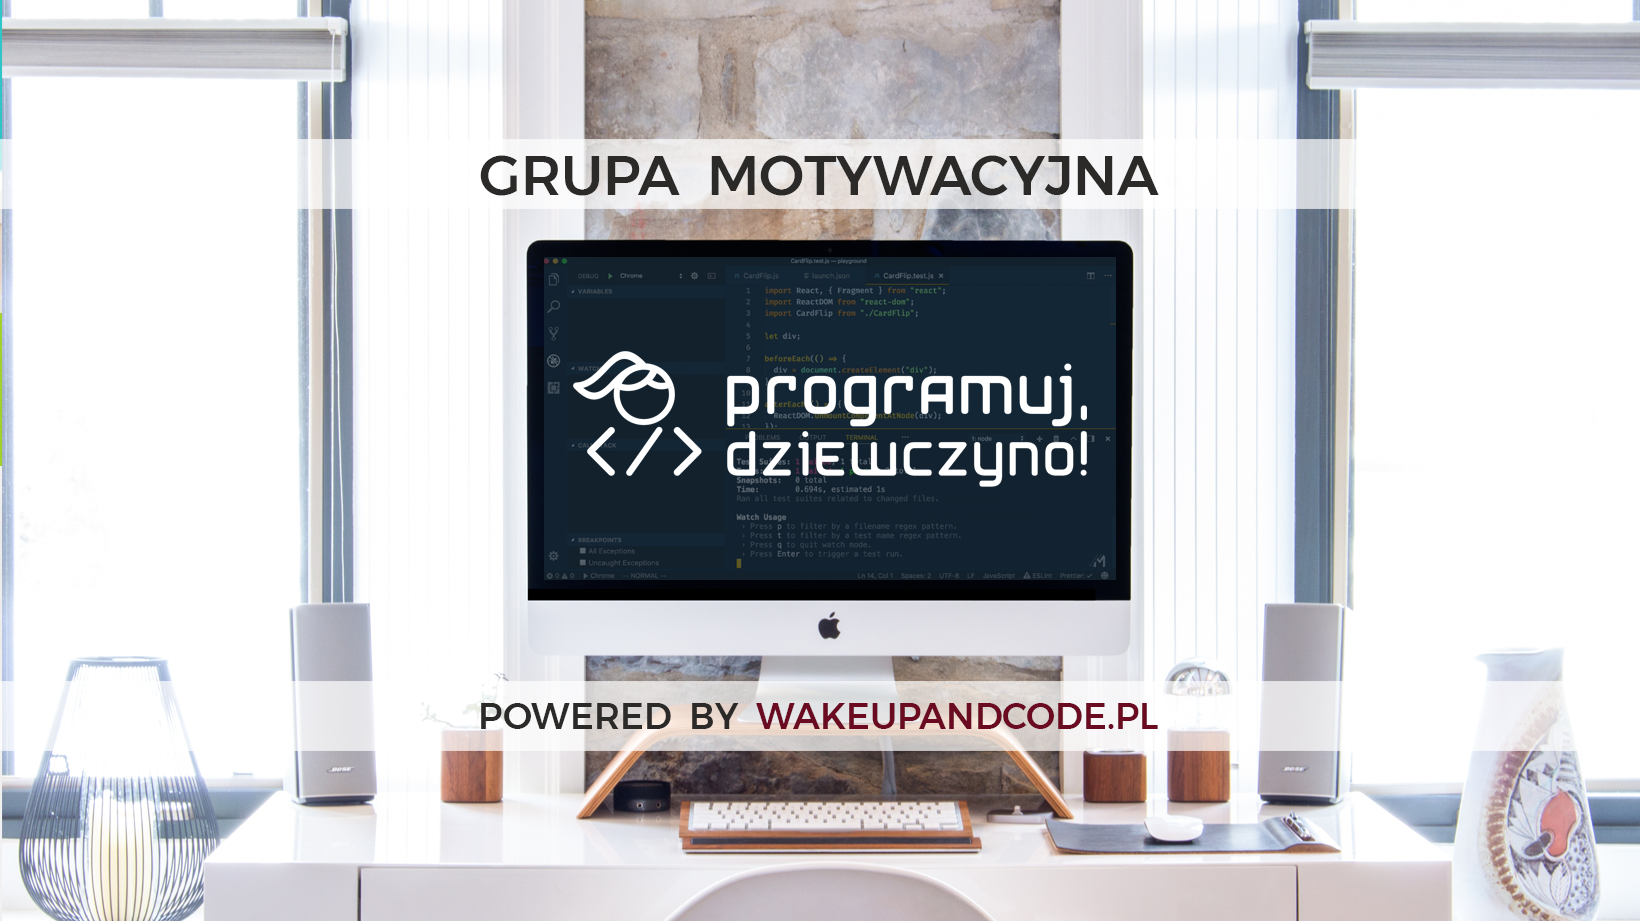 GRUPA MOTYWACYJNA
CardFlip.test.js — playground
DEBUG Chrome
CardFlip.js launch.json CardFlip.test.js
VARIABLES
1 import React, { Fragment } from "react";
2 import ReactDOM from "react-dom";
3 import CardFlip from "./CardFlip";
4
5 let div;
6
7 beforeEach(() => {
div = document.createElement("div");
programuj,
dziewczyno!
</>
TERMINAL
Snapshots: 0 total
Time: 0.694s, estimated 1s
Ran all test suites related to changed files.
Watch Usage
› Press p to filter by a filename regex pattern.
› Press t to filter by a test name regex pattern.
› Press q to quit watch mode.
› Press Enter to trigger a test run.
BREAKPOINTS
All Exceptions
Uncaught Exceptions
0 0 Chrome -- NORMAL -- Ln 14, Col 1 Spaces: 2 UTF-8 LF JavaScript ESLint Prettier: ✓
POWERED BY WAKEUPANDCODE.PL
BOSE
BOSE